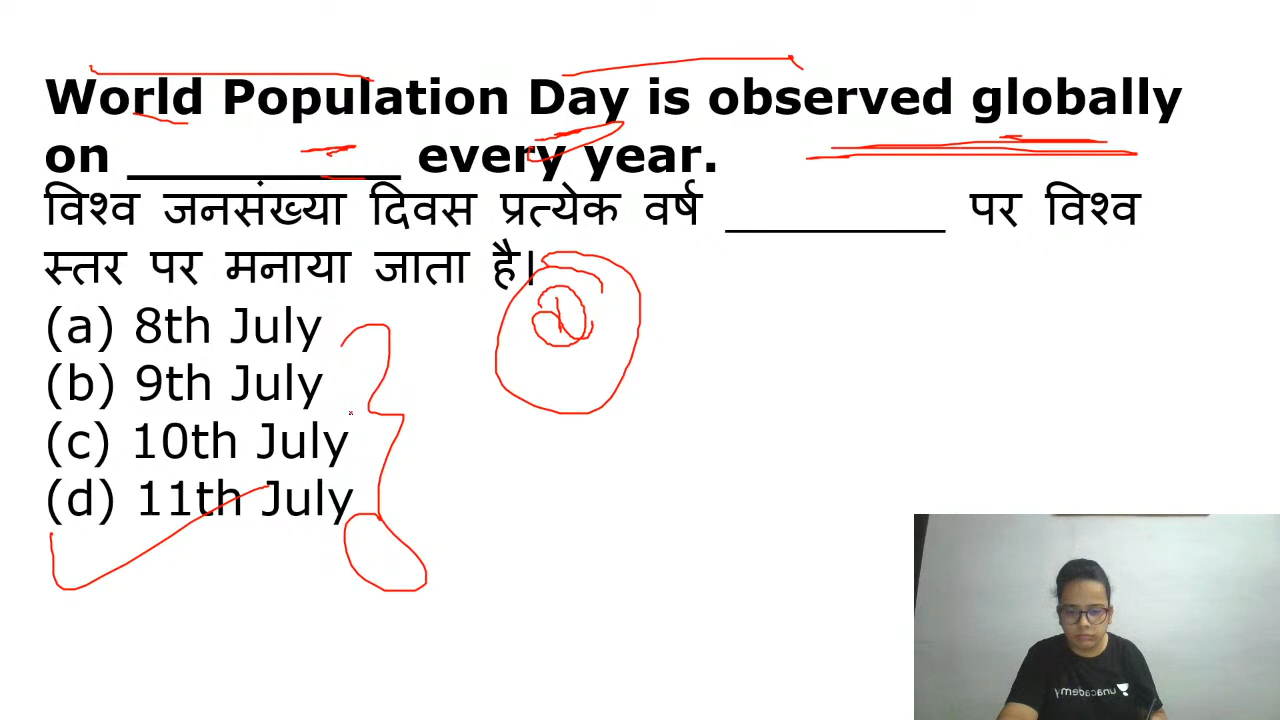 World Population Day is observed globally
on __________ every year.
विश्व जनसंख्या दिवस प्रत्येक वर्ष _________ पर विश्व
स्तर पर मनाया जाता है।
(a) 8th July
(b) 9th July
(c) 10th July
(d) 11th July
unacademy